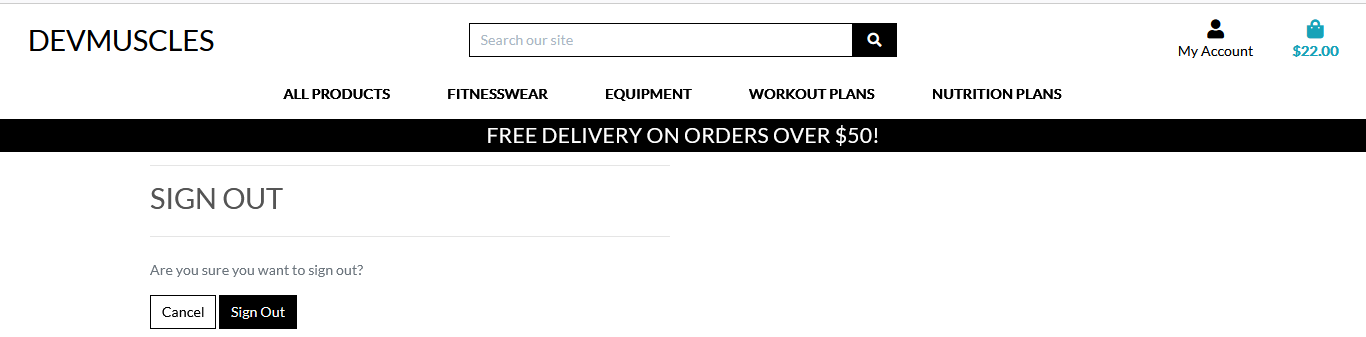 DEVMUSCLES
Search our site
My Account
$22.00
ALL PRODUCTS FITNESSWEAR EQUIPMENT WORKOUT PLANS NUTRITION PLANS
FREE DELIVERY ON ORDERS OVER $50!
SIGN OUT
Are you sure you want to sign out?
Cancel Sign Out